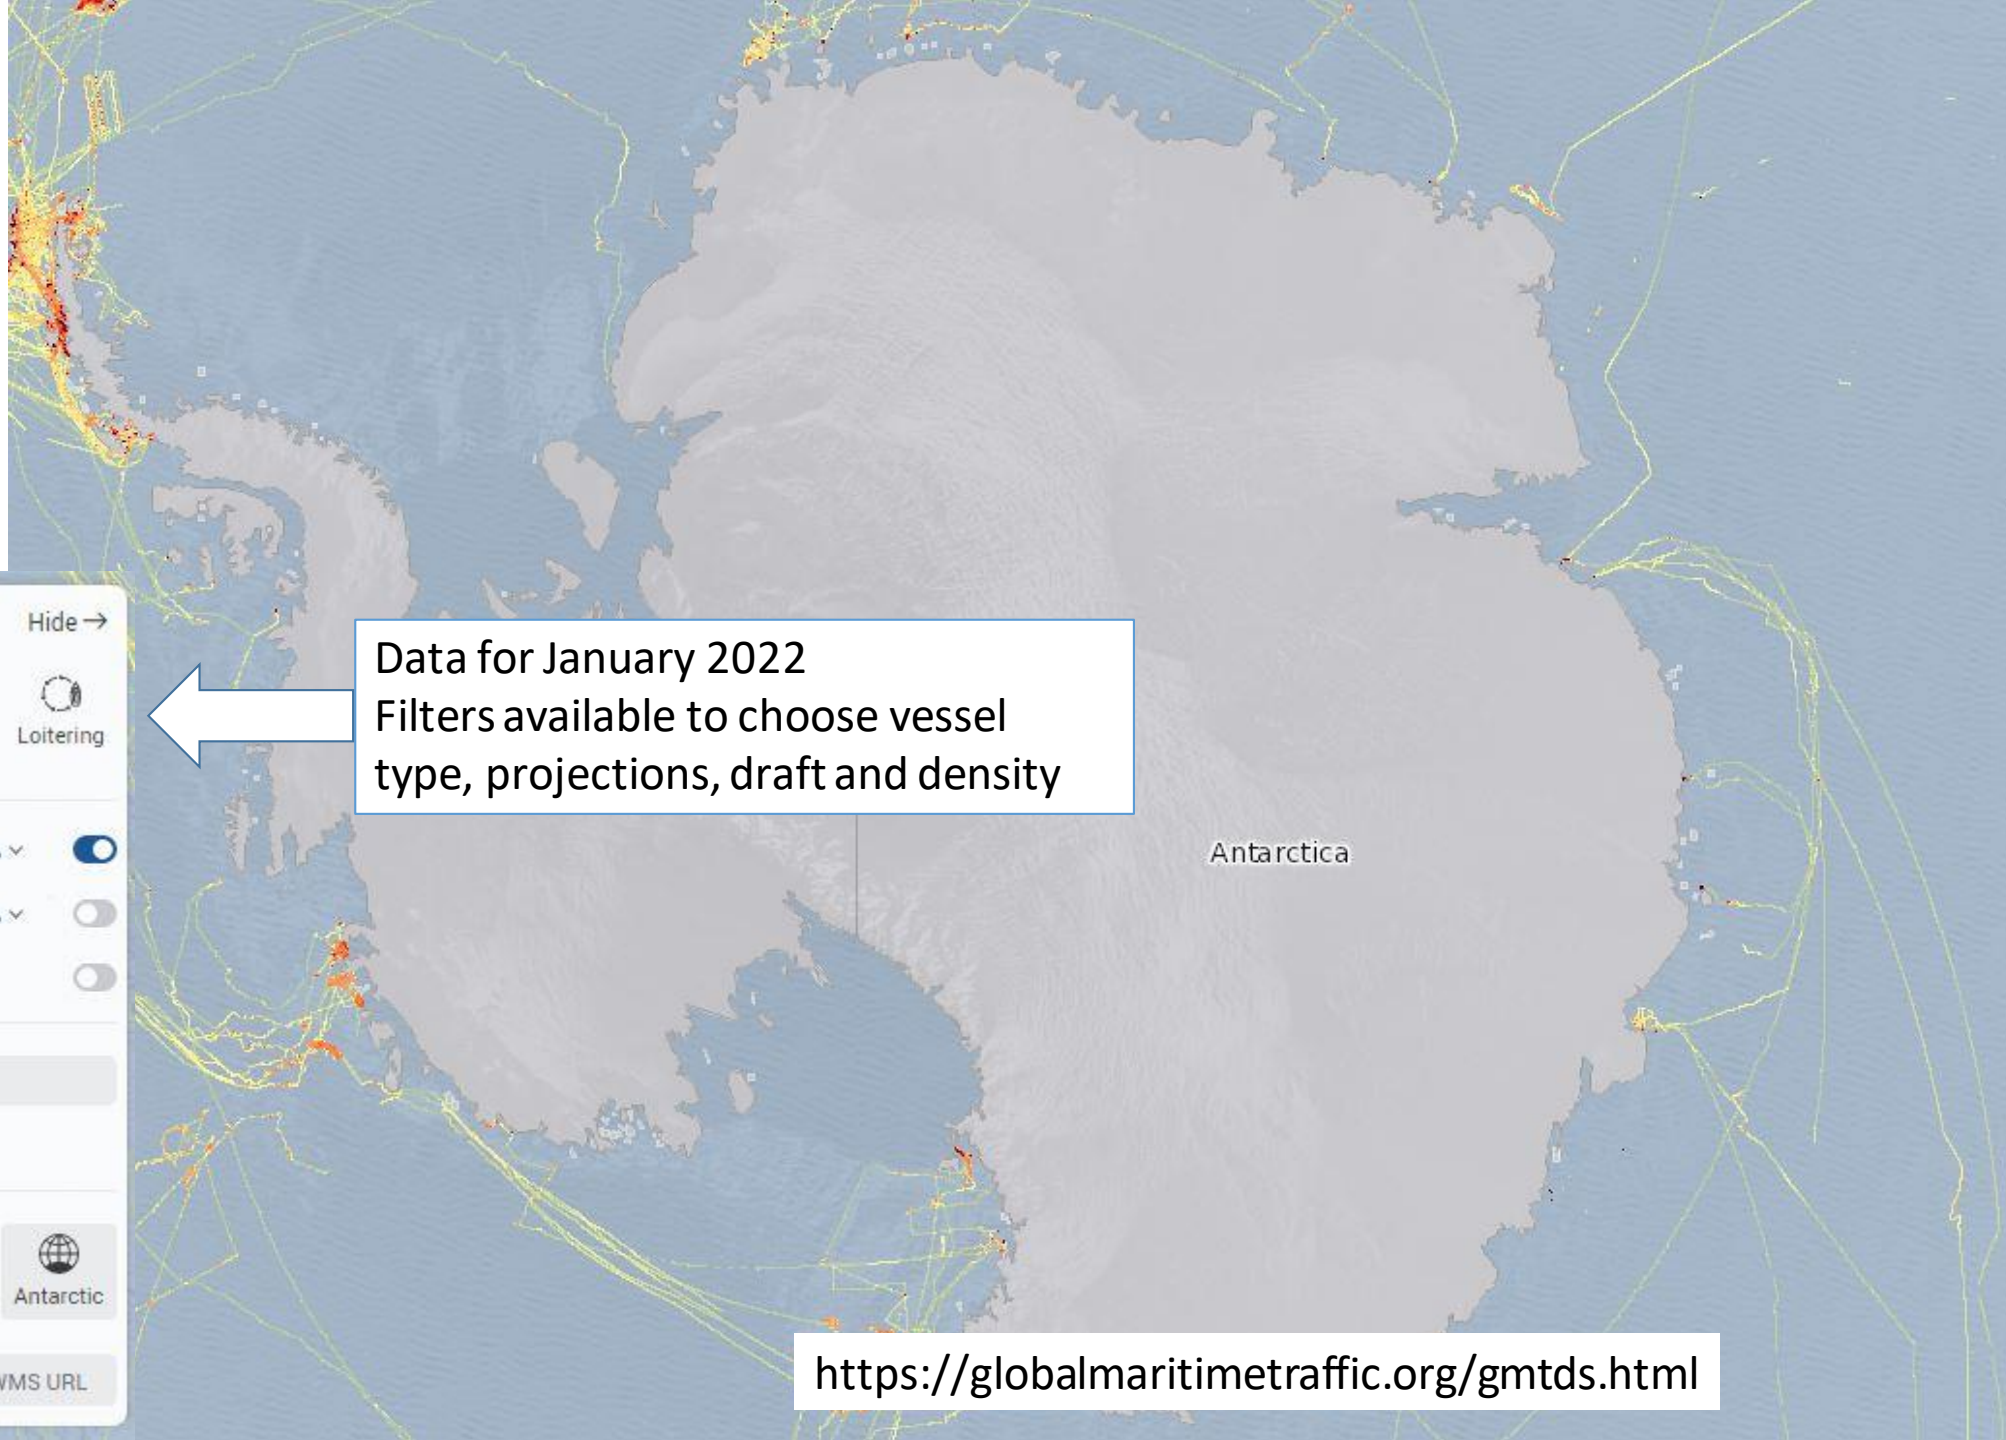 Hide →
Loitering
Data for January 2022
Filters available to choose vessel
type, projections, draft and density
Antarctica
Antarctic
WMS URL
https://globalmaritimetraffic.org/gmtds.html